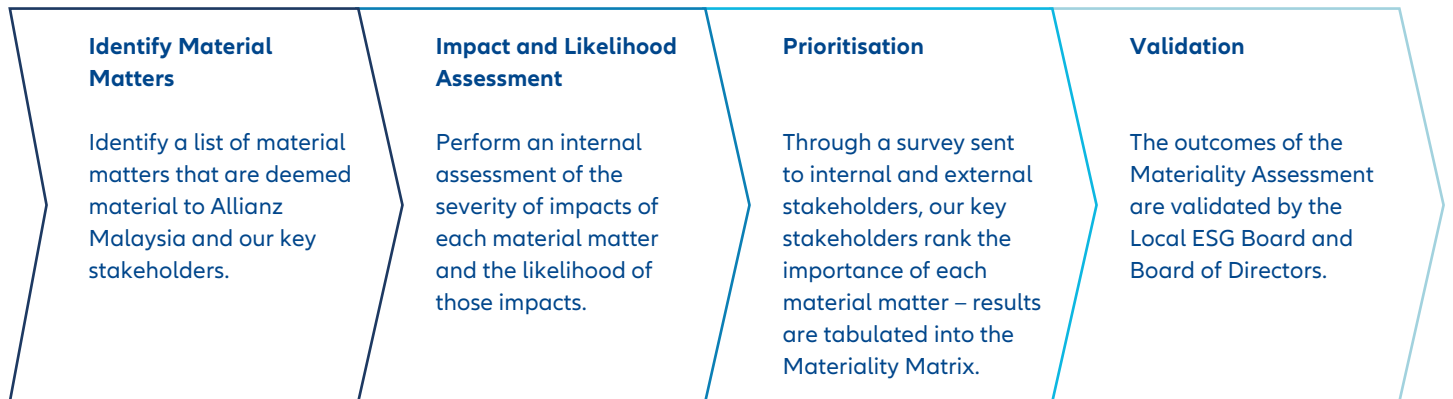 Identify Material
Matters
Identify a list of material
matters that are deemed
material to Allianz
Malaysia and our key
stakeholders.
Impact and Likelihood
Assessment
Perform an internal
assessment of the
severity of impacts of
each material matter
and the likelihood of
those impacts.
Prioritisation
Through a survey sent
to internal and external
stakeholders, our key
stakeholders rank the
importance of each
material matter – results
are tabulated into the
Materiality Matrix.
Validation
The outcomes of the
Materiality Assessment
are validated by the
Local ESG Board and
Board of Directors.